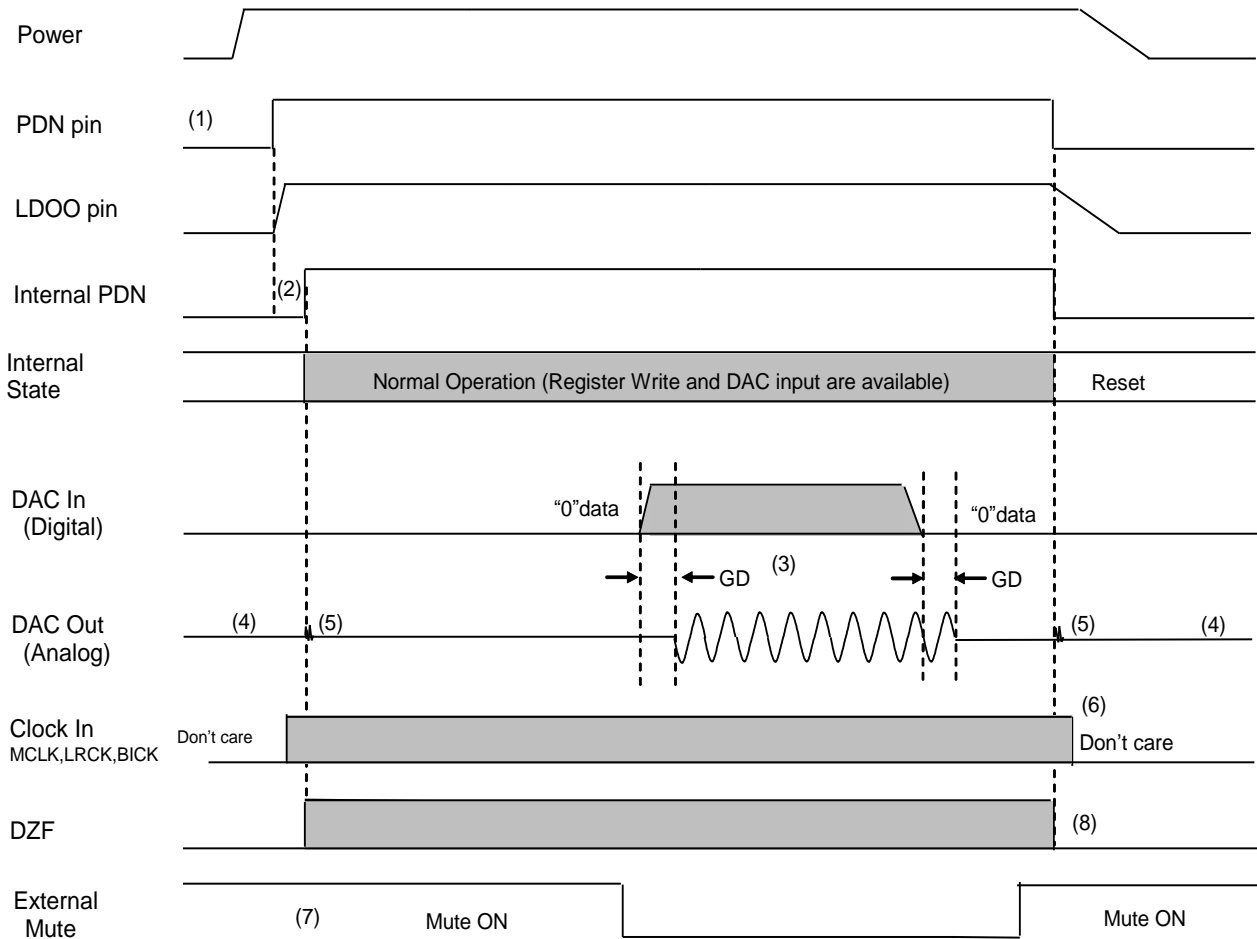 Power
PDN pin
(1)
LDOO pin
Internal PDN
(2)
Internal
State
Normal Operation (Register Write and DAC input are available)
Reset
DAC In
(Digital)
“0”data
“0”data
GD
(3)
GD
DAC Out
(Analog)
(4)
(5)
(5)
(4)
Clock In
MCLK,LRCK,BICK
Don’t care
(6)
Don’t care
DZF
(8)
External
Mute
(7)
Mute ON
Mute ON